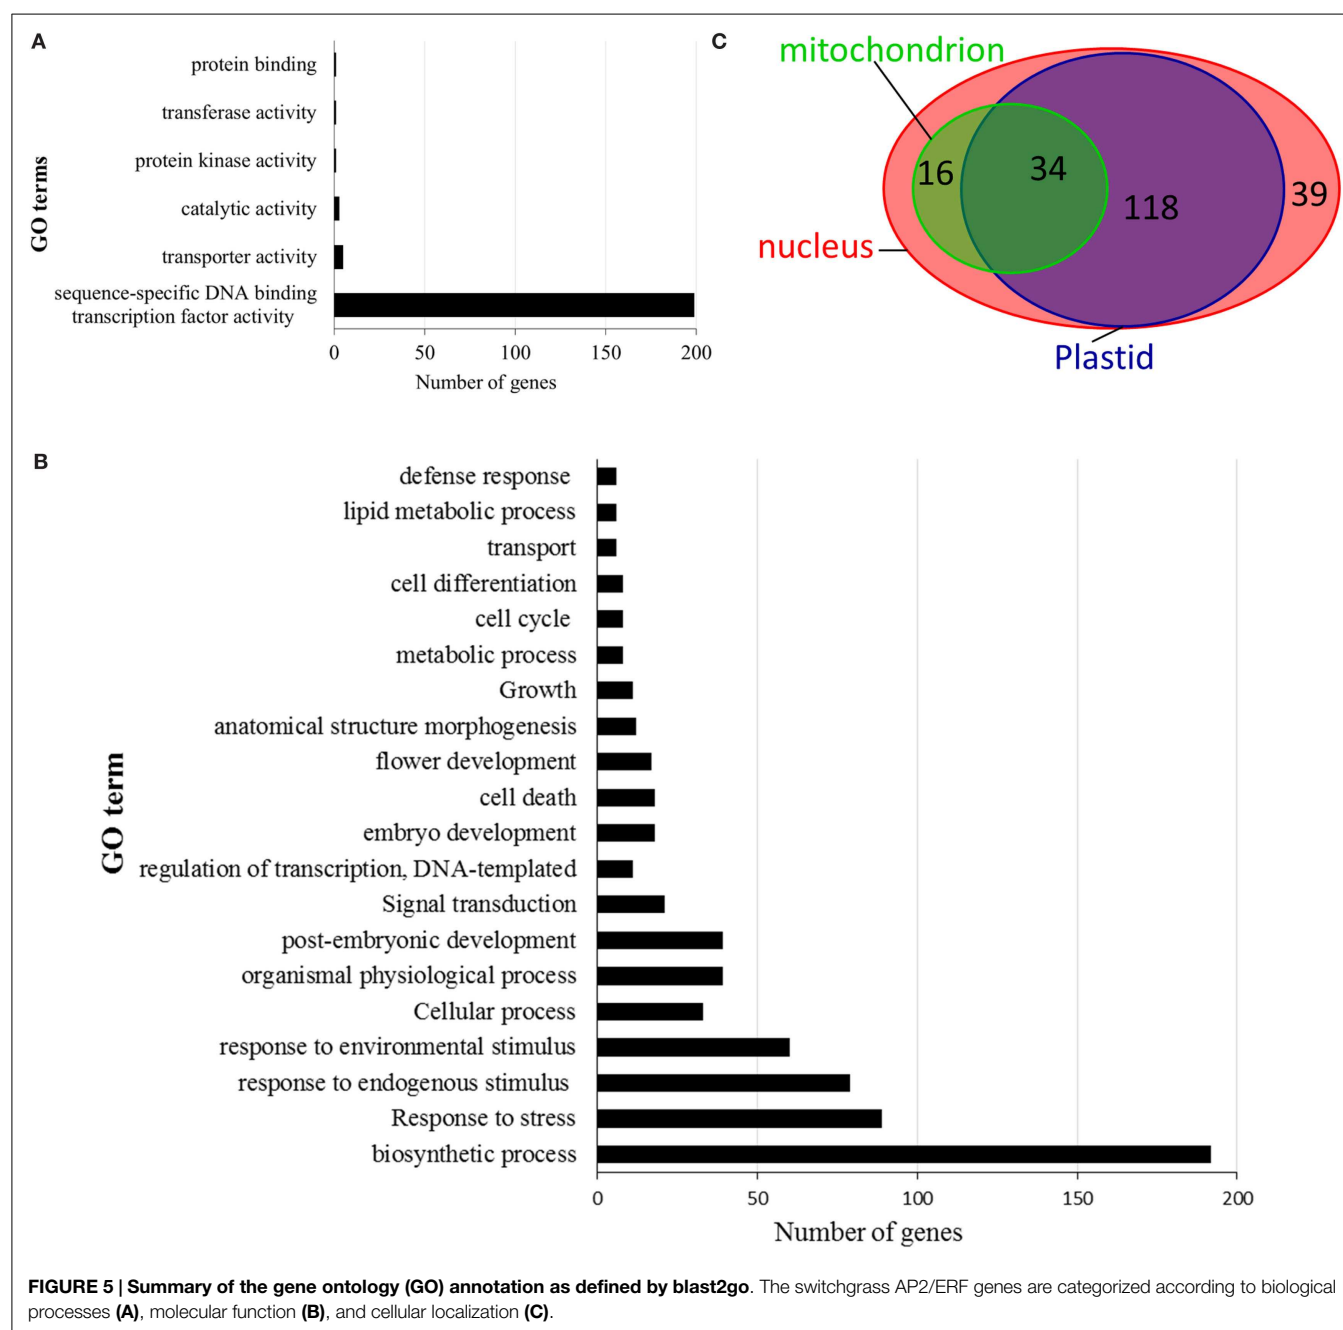 A
GO terms
protein binding
transferase activity
protein kinase activity
catalytic activity
transporter activity
sequence-specific DNA binding
transcription factor activity
0 50 100 150 200
Number of genes
C
mitochondrion
16
34
118
39
nucleus
Plastid
B
GO term
defense response
lipid metabolic process
transport
cell differentiation
cell cycle
metabolic process
Growth
anatomical structure morphogenesis
flower development
cell death
embryo development
regulation of transcription, DNA-templated
Signal transduction
post-embryonic development
organismal physiological process
Cellular process
response to environmental stimulus
response to endogenous stimulus
Response to stress
biosynthetic process
0 50 100 150 200
Number of genes
FIGURE 5 | Summary of the gene ontology (GO) annotation as defined by blast2go. The switchgrass AP2/ERF genes are categorized according to biological
processes (A), molecular function (B), and cellular localization (C).